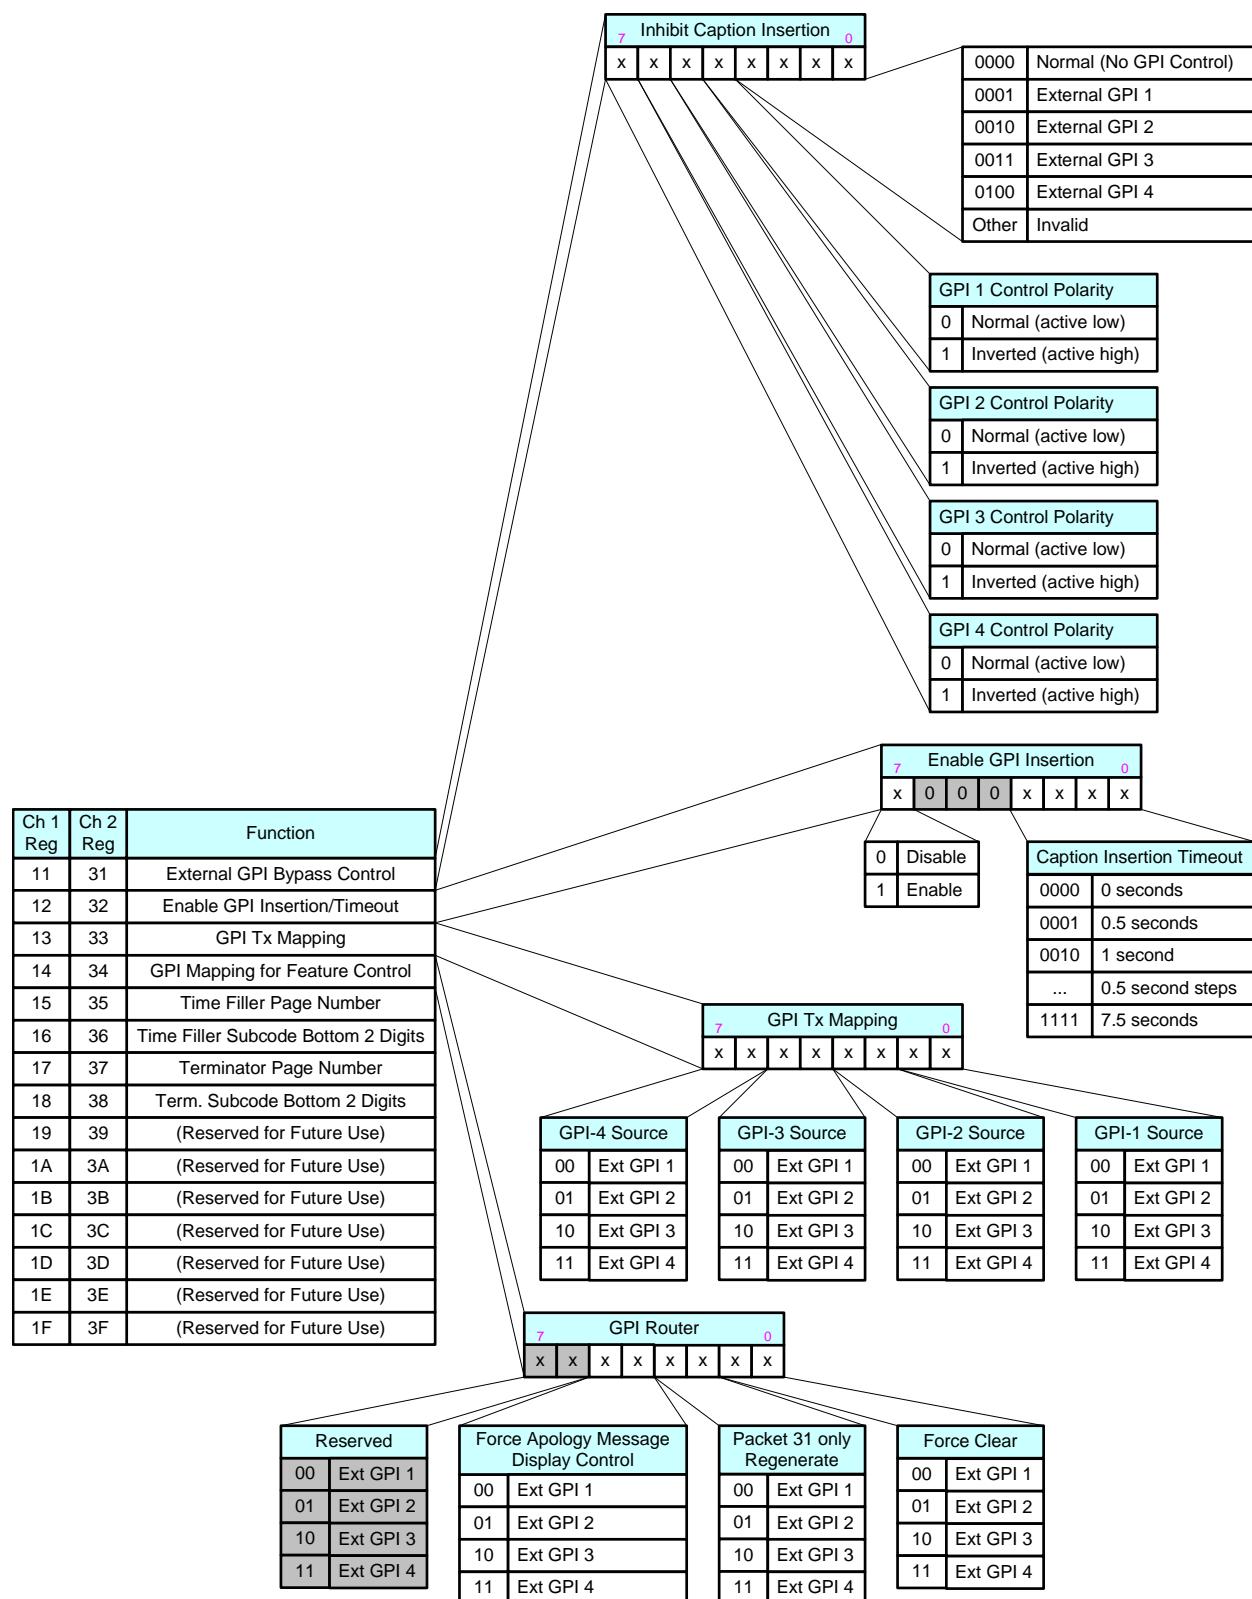 Inhibit Caption Insertion
7 0
x x x x x x x x
0000 Normal (No GPI Control)
0001 External GPI 1
0010 External GPI 2
0011 External GPI 3
0100 External GPI 4
Other Invalid
GPI 1 Control Polarity
0 Normal (active low)
1 Inverted (active high)
GPI 2 Control Polarity
0 Normal (active low)
1 Inverted (active high)
GPI 3 Control Polarity
0 Normal (active low)
1 Inverted (active high)
GPI 4 Control Polarity
0 Normal (active low)
1 Inverted (active high)
Enable GPI Insertion
7 0
x 0 0 0 x x x x
0 Disable
1 Enable
Caption Insertion Timeout
0000 0 seconds
0001 0.5 seconds
0010 1 second
... 0.5 second steps
1111 7.5 seconds
Ch 1 Reg Ch 2 Reg Function
11 31 External GPI Bypass Control
12 32 Enable GPI Insertion/Timeout
13 33 GPI Tx Mapping
14 34 GPI Mapping for Feature Control
15 35 Time Filler Page Number
16 36 Time Filler Subcode Bottom 2 Digits
17 37 Terminator Page Number
18 38 Term. Subcode Bottom 2 Digits
19 39 (Reserved for Future Use)
1A 3A (Reserved for Future Use)
1B 3B (Reserved for Future Use)
1C 3C (Reserved for Future Use)
1D 3D (Reserved for Future Use)
1E 3E (Reserved for Future Use)
1F 3F (Reserved for Future Use)
GPI Tx Mapping
7 0
x x x x x x x x
GPI-4 Source
00 Ext GPI 1
01 Ext GPI 2
10 Ext GPI 3
11 Ext GPI 4
GPI-3 Source
00 Ext GPI 1
01 Ext GPI 2
10 Ext GPI 3
11 Ext GPI 4
GPI-2 Source
00 Ext GPI 1
01 Ext GPI 2
10 Ext GPI 3
11 Ext GPI 4
GPI-1 Source
00 Ext GPI 1
01 Ext GPI 2
10 Ext GPI 3
11 Ext GPI 4
GPI Router
7 0
x x x x x x x x
Reserved
00 Ext GPI 1
01 Ext GPI 2
10 Ext GPI 3
11 Ext GPI 4
Force Apology Message
Display Control
00 Ext GPI 1
01 Ext GPI 2
10 Ext GPI 3
11 Ext GPI 4
Packet 31 only
Regenerate
00 Ext GPI 1
01 Ext GPI 2
10 Ext GPI 3
11 Ext GPI 4
Force Clear
00 Ext GPI 1
01 Ext GPI 2
10 Ext GPI 3
11 Ext GPI 4